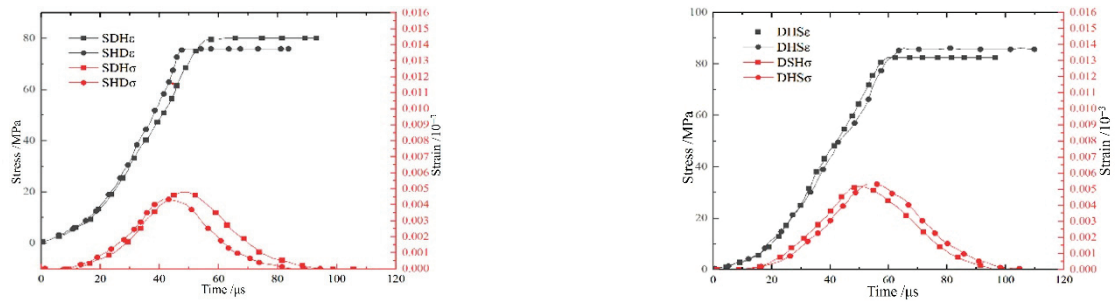 80
60
40
20
0
Stress /MPa
SDHε
SHDε
SDHσ
SHDσ
0,016
0,015
0,014
0,013
0,012
0,011
0,010
0,009
0,008
0,007
0,006
0,005
0,004
0,003
0,002
0,001
0,000
Strain /10⁻³
0 20 40 60 80 100 120
Time /μs
100
80
60
40
20
0
Stress /MPa
DHSε
DHSε
DSHσ
DHSσ
0.016
0.015
0.014
0.013
0.012
0.011
0.010
0.009
0.008
0.007
0.006
0.005
0.004
0.003
0.002
0.001
0.000
Strain /10⁻³
0 20 40 60 80 100 120
Time /μs